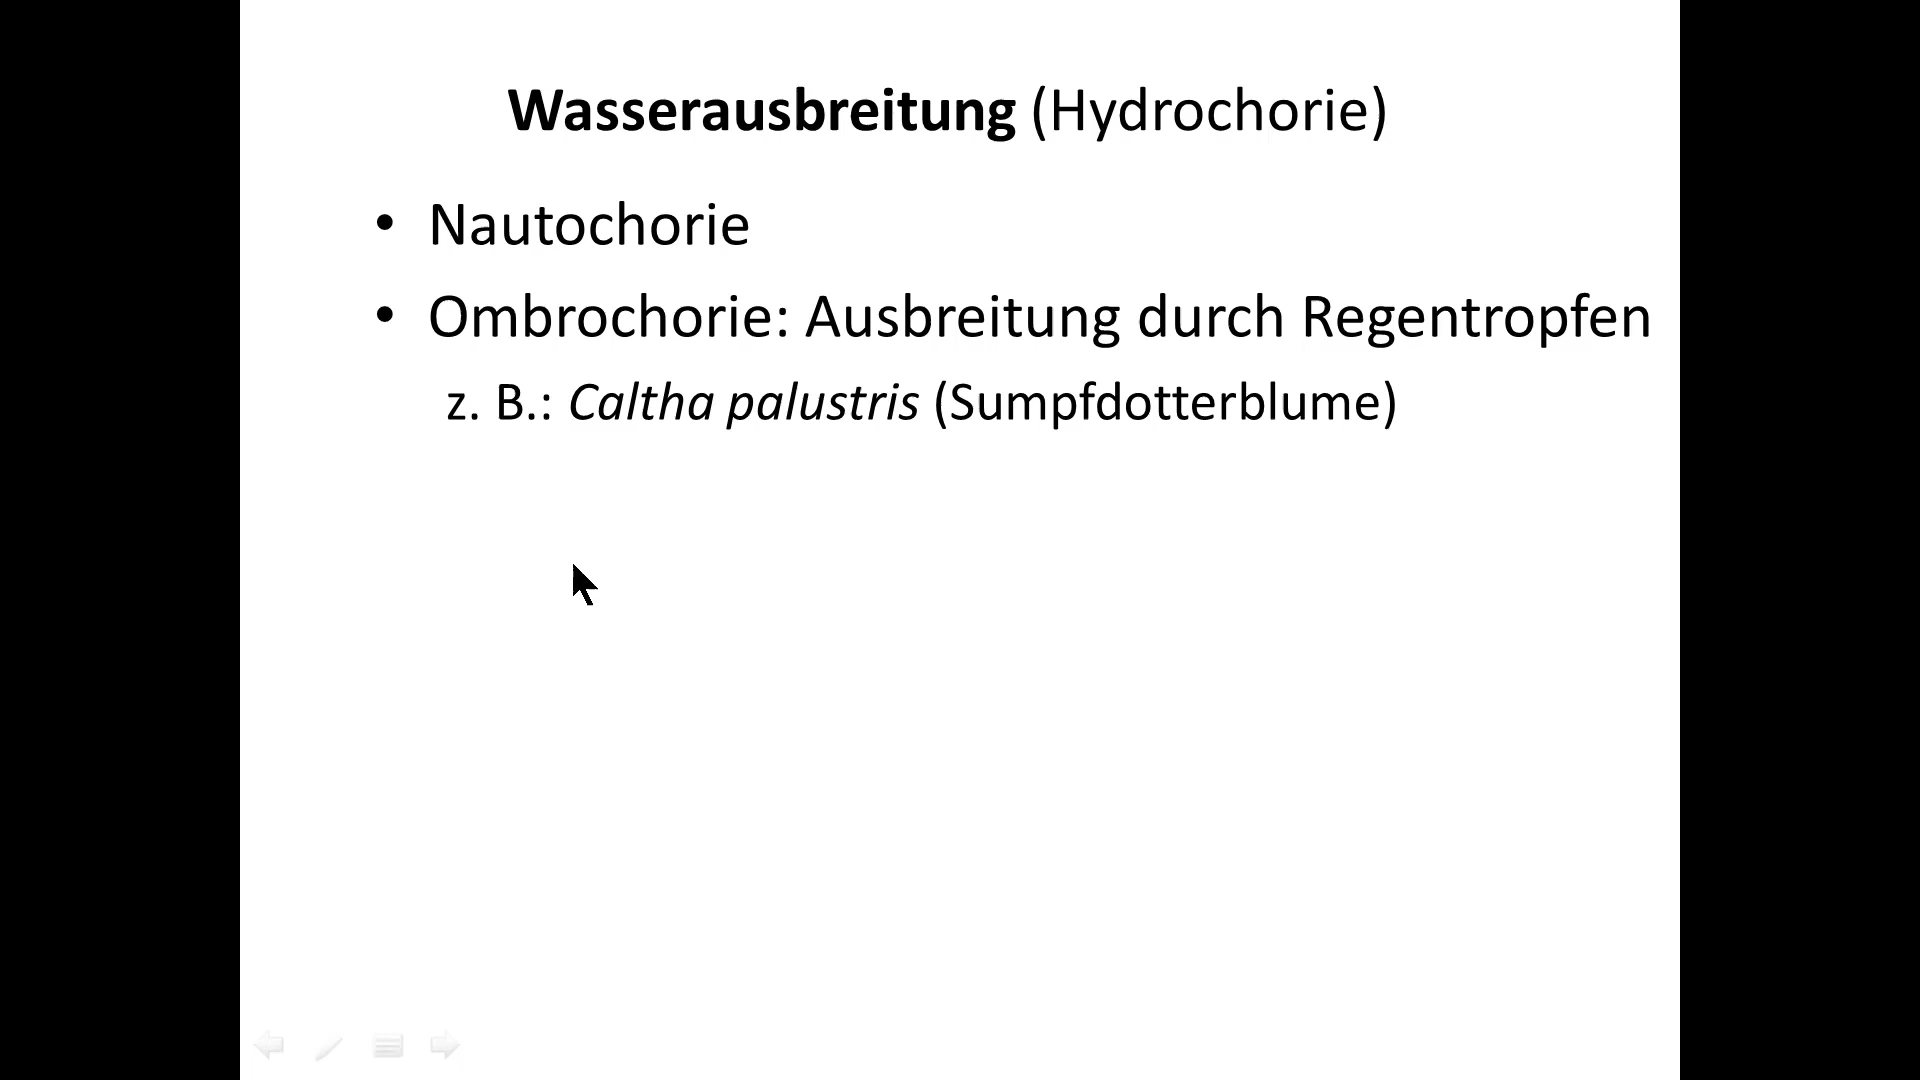 Wasserausbreitung (Hydrochorie)
• Nautochorie
• Ombrochorie: Ausbreitung durch Regentropfen
z. B.: Caltha palustris (Sumpfdotterblume)